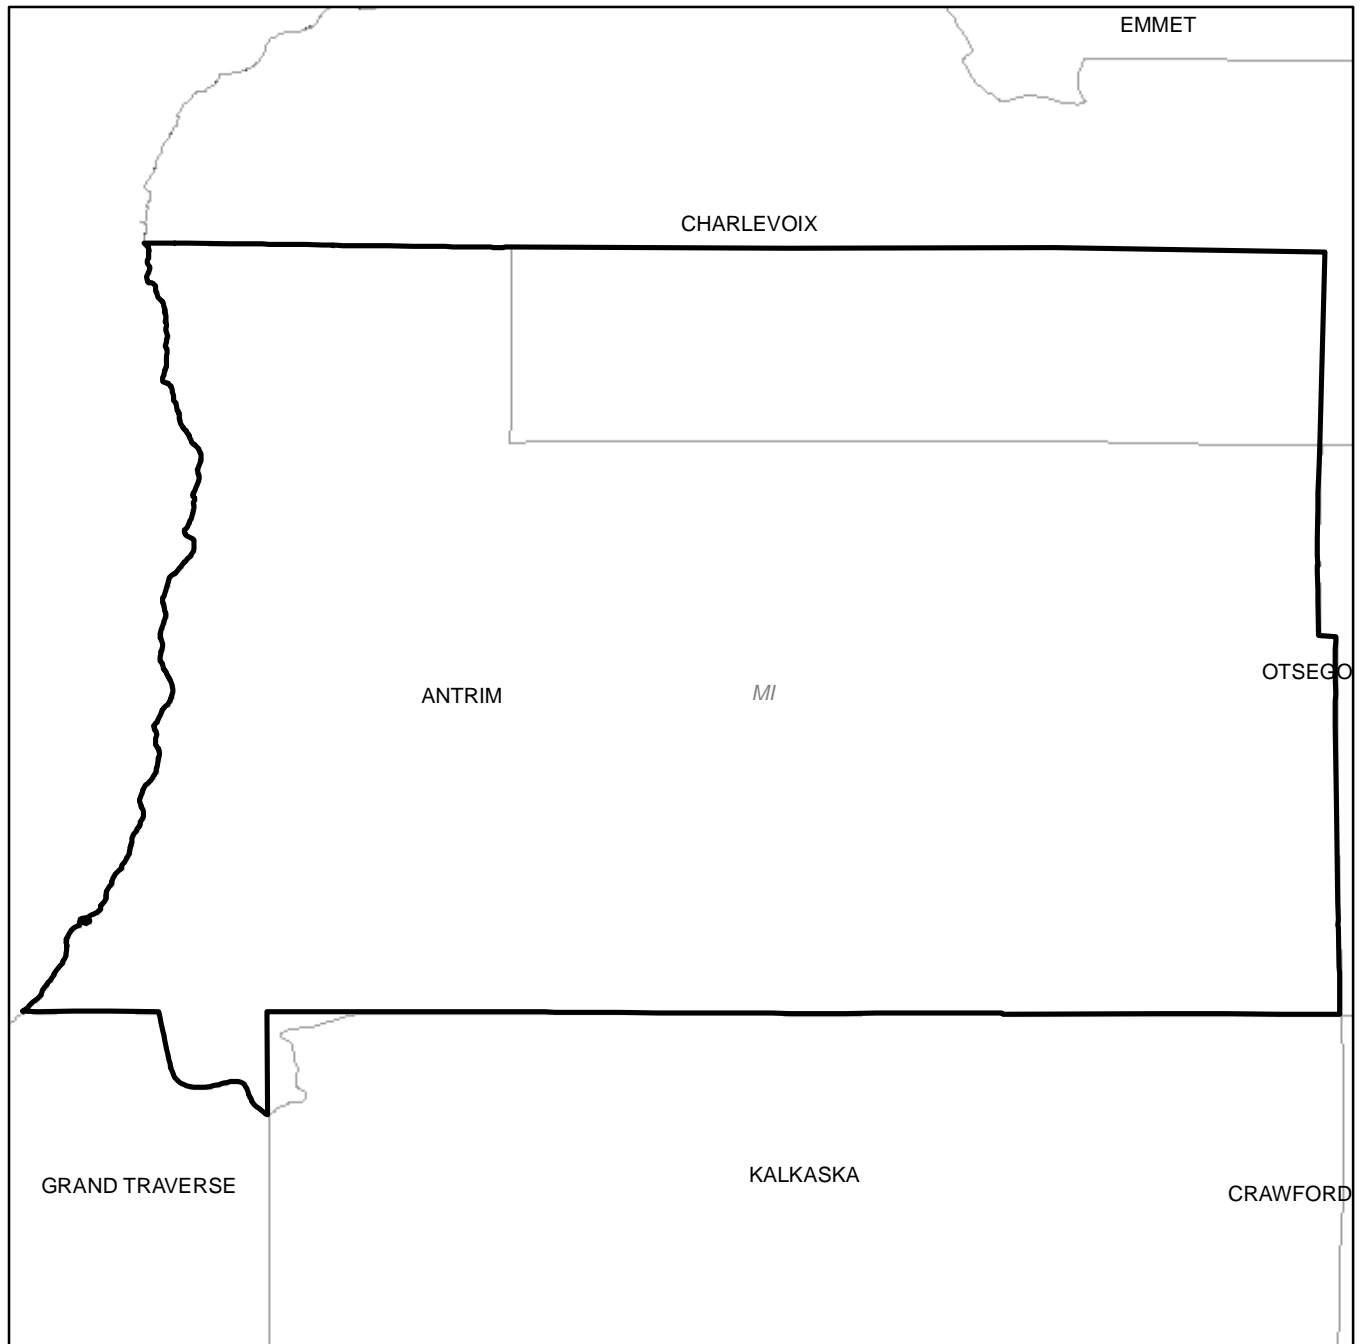 EMMET
CHARLEVOIX
OTSEGO
ANTRIM
MI
KALKASKA
GRAND TRAVERSE
CRAWFORD